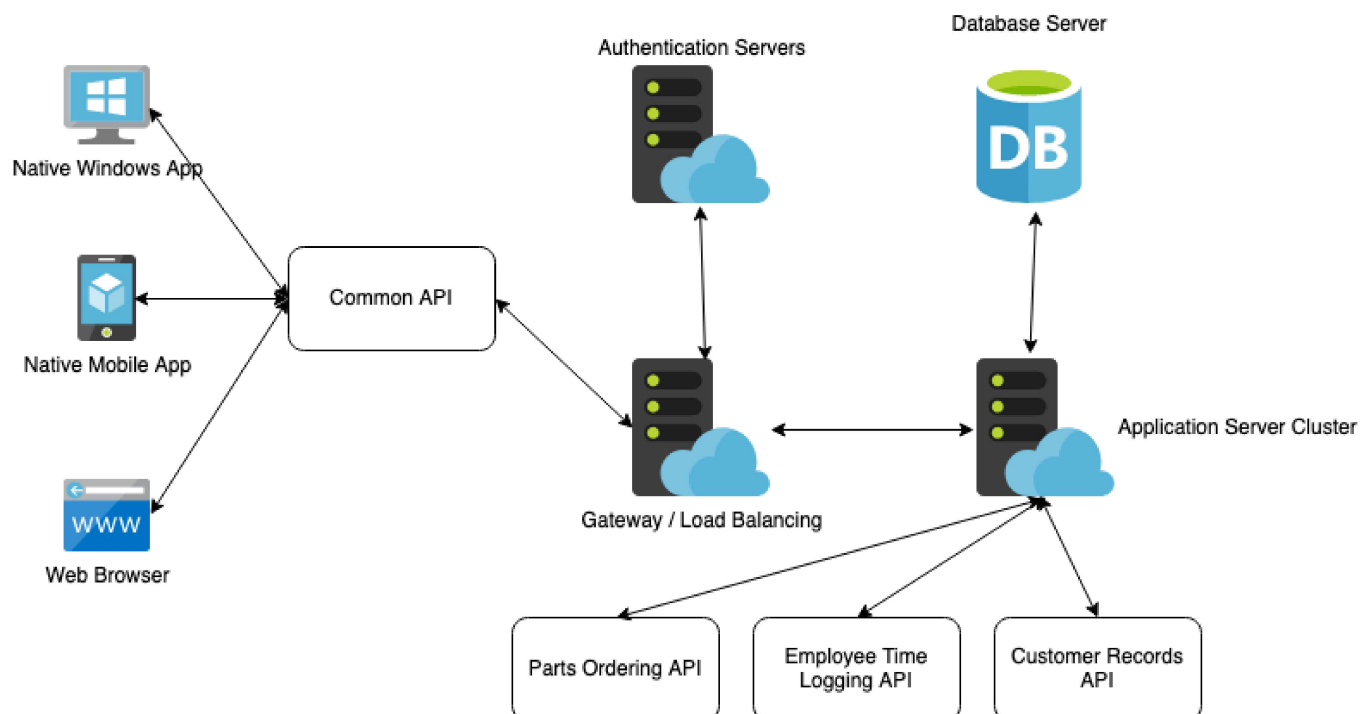 Database Server
Authentication Servers
DB
Native Windows App
Common API
Native Mobile App
Application Server Cluster
Gateway / Load Balancing
WWW
Web Browser
Parts Ordering API
Employee Time
Logging API
Customer Records
API